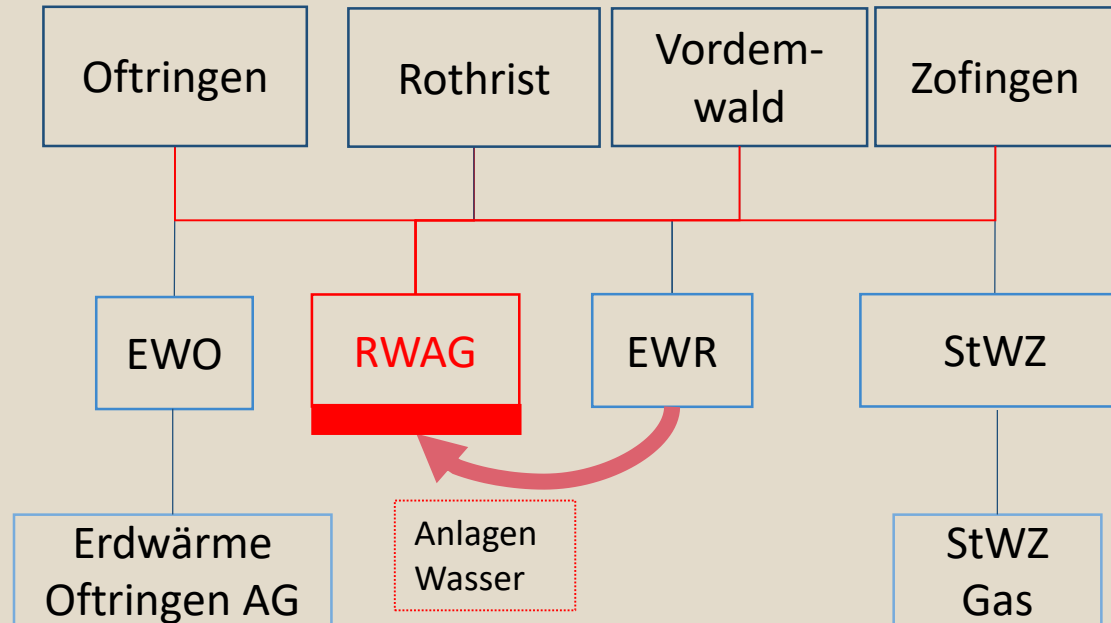 Oftringen
Rothrist
Vordem-
wald
Zofingen
EWO
RWAG
EWR
StWZ
Anlagen
Wasser
Erdwärme
Oftringen AG
StWZ
Gas